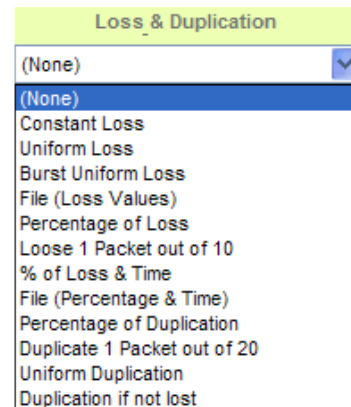 Loss & Duplication
(None)
(None)
Constant Loss
Uniform Loss
Burst Uniform Loss
File (Loss Values)
Percentage of Loss
Loose 1 Packet out of 10
% of Loss & Time
File (Percentage & Time)
Percentage of Duplication
Duplicate 1 Packet out of 20
Uniform Duplication
Duplication if not lost